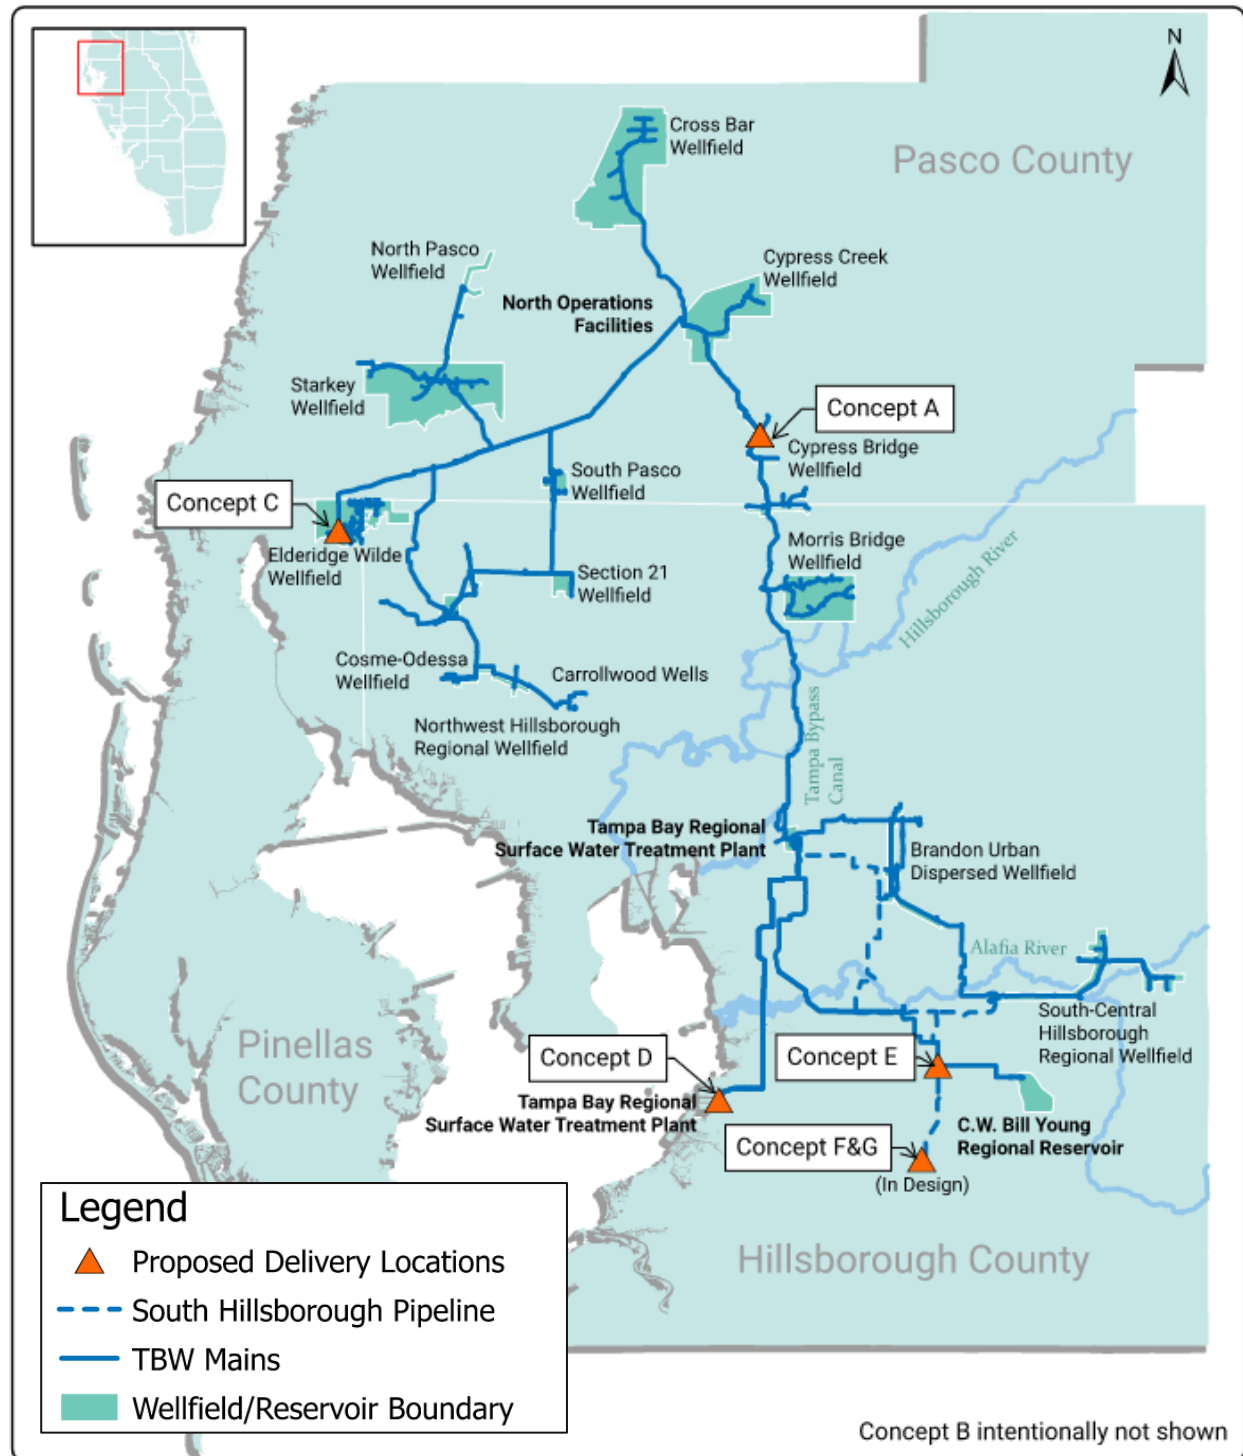 N
Cross Bar
Wellfield
Pasco County
North Pasco
Wellfield
Cypress Creek
Wellfield
North Operations
Facilities
Starkey
Wellfield
Concept A
Cypress Bridge
Wellfield
South Pasco
Wellfield
Concept C
Elderidge Wilde
Wellfield
Morris Bridge
Wellfield
Hillsborough River
Section 21
Wellfield
Cosme-Odessa
Wellfield
Carrollwood Wells
Northwest Hillsborough
Regional Wellfield
Tampa Bypass
Canal
Tampa Bay Regional
Surface Water Treatment Plant
Brandon Urban
Dispersed Wellfield
Alafia River
South-Central
Hillsborough
Regional Wellfield
Pinellas
County
Concept D
Concept E
Tampa Bay Regional
Surface Water Treatment Plant
C.W. Bill Young
Regional Reservoir
Concept F&G
(In Design)
Hillsborough County
Legend
Proposed Delivery Locations
South Hillsborough Pipeline
TBW Mains
Wellfield/Reservoir Boundary
Concept B intentionally not shown